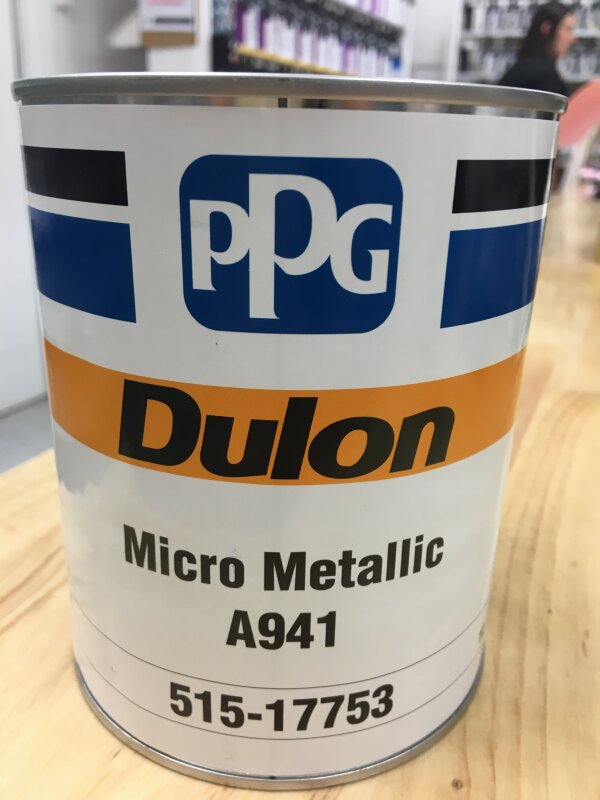 PPG
Dulon
Micro Metallic
A941
515-17753